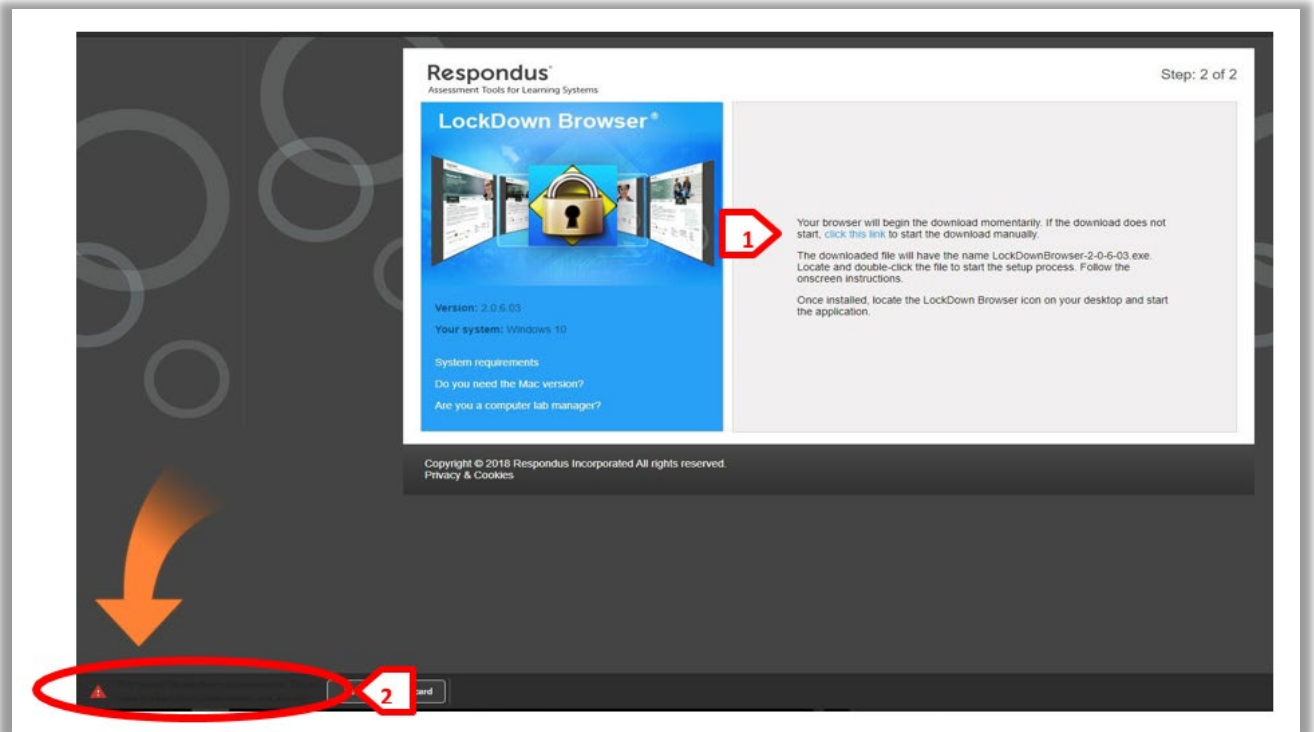 Respondus
Assessment Tools for Learning Systems
Step: 2 of 2
LockDown Browser®
Version: 2.0.6.03
Your system: Windows 10
System requirements
Do you need the Mac version?
Are you a computer lab manager?
1
Your browser will begin the download momentarily. If the download does not
start, click this link to start the download manually.
The downloaded file will have the name LockDownBrowser-2-0-6-03.exe.
Locate and double-click the file to start the setup process. Follow the
onscreen instructions.
Once installed, locate the LockDown Browser icon on your desktop and start
the application.
Copyright © 2018 Respondus Incorporated All rights reserved.
Privacy & Cookies
2